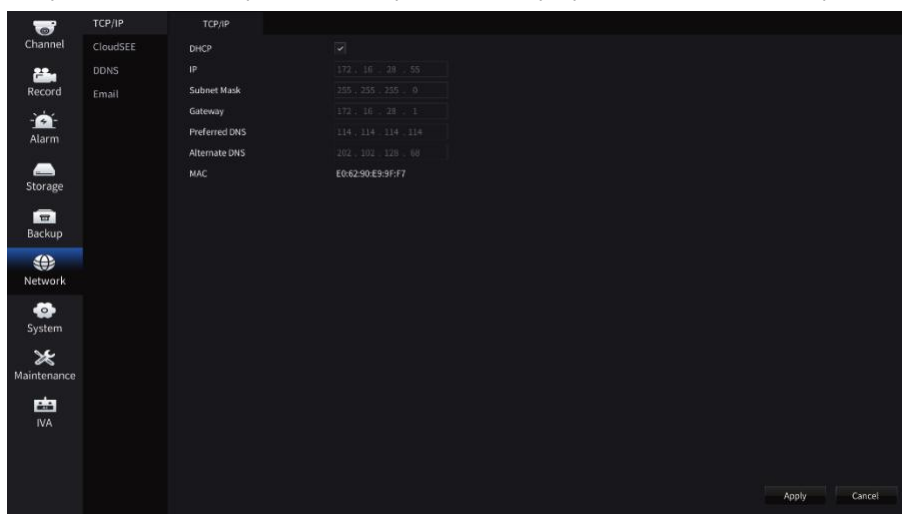 Channel
Record
Alarm
Storage
Backup
Network
System
Maintenance
IVA
TCP/IP
CloudSEE
DDNS
Email
TCP/IP
DHCP
IP 172 . 16 . 28 . 55
Subnet Mask 255 . 255 . 255 . 0
Gateway 172 . 16 . 28 . 1
Preferred DNS 114 . 114 . 114 . 114
Alternate DNS 202 . 102 . 128 . 68
MAC E0:62:90:E9:9F:F7
Apply Cancel